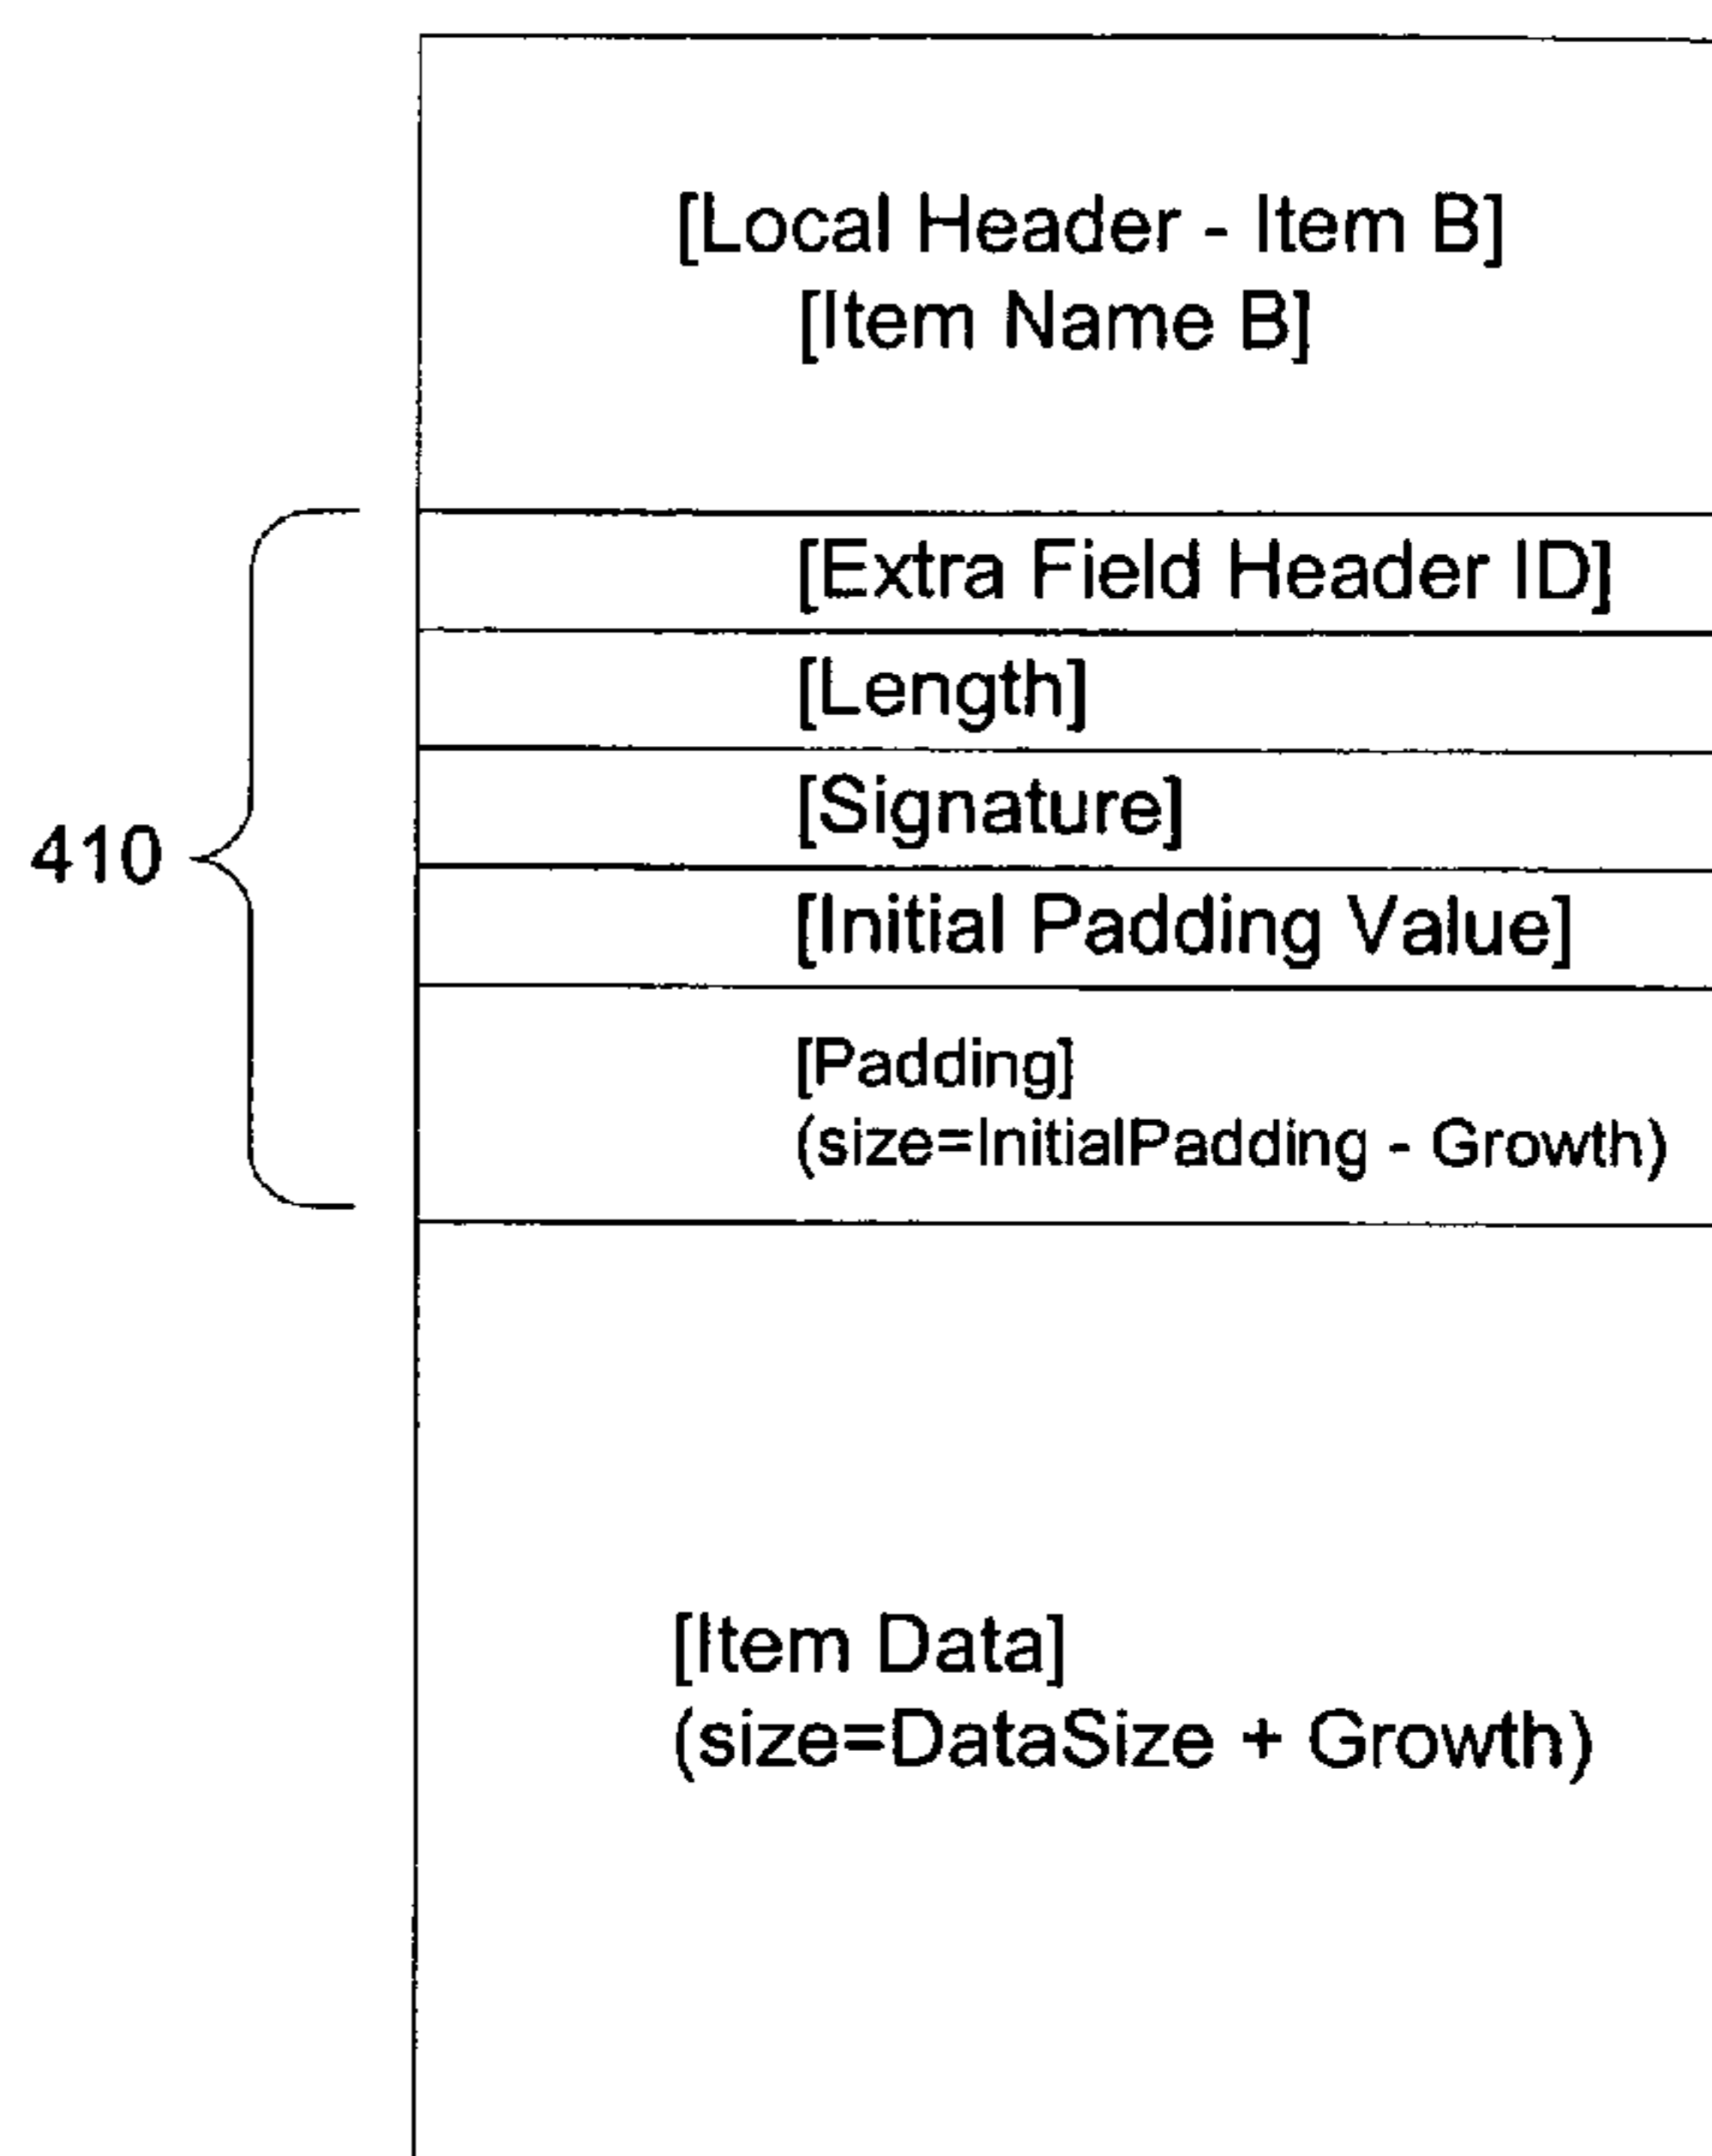 [Local Header - Item B]
[Item Name B]
[Extra Field Header ID]
[Length]
[Signature]
410
[Initial Padding Value]
[Padding]
(size=InitialPadding - Growth)
[Item Data]
(size=DataSize + Growth)